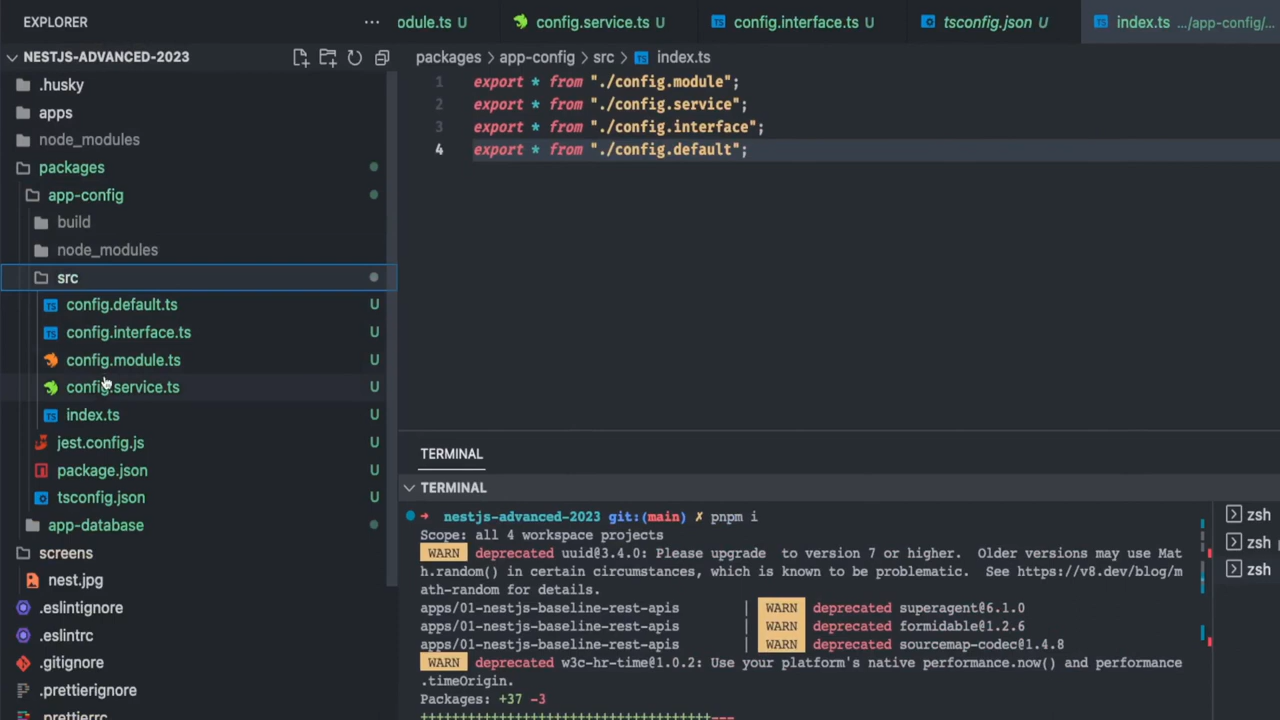 EXPLORER
NESTJS-ADVANCED-2023
.husky
apps
node_modules
packages
app-config
build
node_modules
src
config.default.ts U
config.interface.ts U
config.module.ts U
config.service.ts U
index.ts U
jest.config.js U
package.json U
tsconfig.json U
app-database
screens
nest.jpg
.eslintignore
.eslintrc
.gitignore
.prettierignore
.prettierrc
odule.ts U
config.service.ts U
config.interface.ts U
tsconfig.json U
index.ts .../app-config/...
packages > app-config > src > index.ts
1 export * from "./config.module";
2 export * from "./config.service";
3 export * from "./config.interface";
4 export * from "./config.default";
TERMINAL
TERMINAL
➜ nestjs-advanced-2023 git:(main) ✗ pnpm i
Scope: all 4 workspace projects
WARN deprecated uuid@3.4.0: Please upgrade to version 7 or higher. Older versions may use Mat
h.random() in certain circumstances, which is known to be problematic. See https://v8.dev/blog/m
ath-random for details.
apps/01-nestjs-baseline-rest-apis | WARN deprecated superagent@6.1.0
apps/01-nestjs-baseline-rest-apis | WARN deprecated formidable@1.2.6
apps/01-nestjs-baseline-rest-apis | WARN deprecated sourcemap-codec@1.4.8
WARN deprecated w3c-hr-time@1.0.2: Use your platform's native performance.now() and performance
.timeOrigin.
Packages: +37 -3
+++++++++++++++++++++++++++++++++++++---
zsh
zsh
zsh